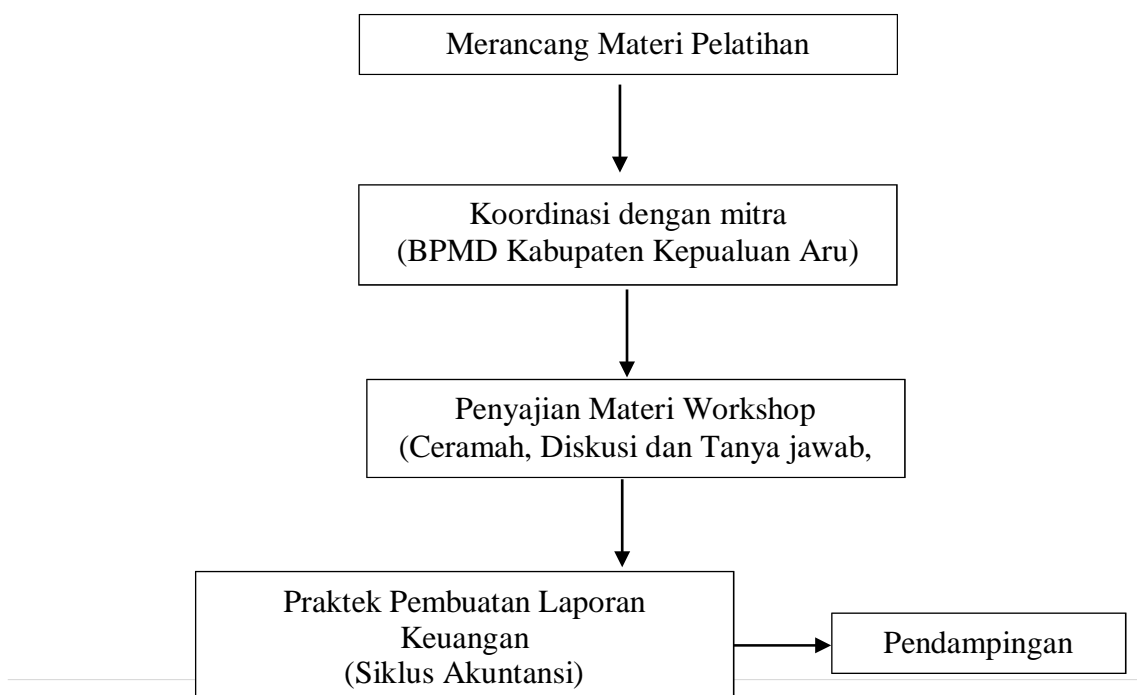 Merancang Materi Pelatihan
Koordinasi dengan mitra
(BPMD Kabupaten Kepualuan Aru)
Penyajian Materi Workshop
(Ceramah, Diskusi dan Tanya jawab,
Praktek Pembuatan Laporan
Keuangan
(Siklus Akuntansi)
Pendampingan